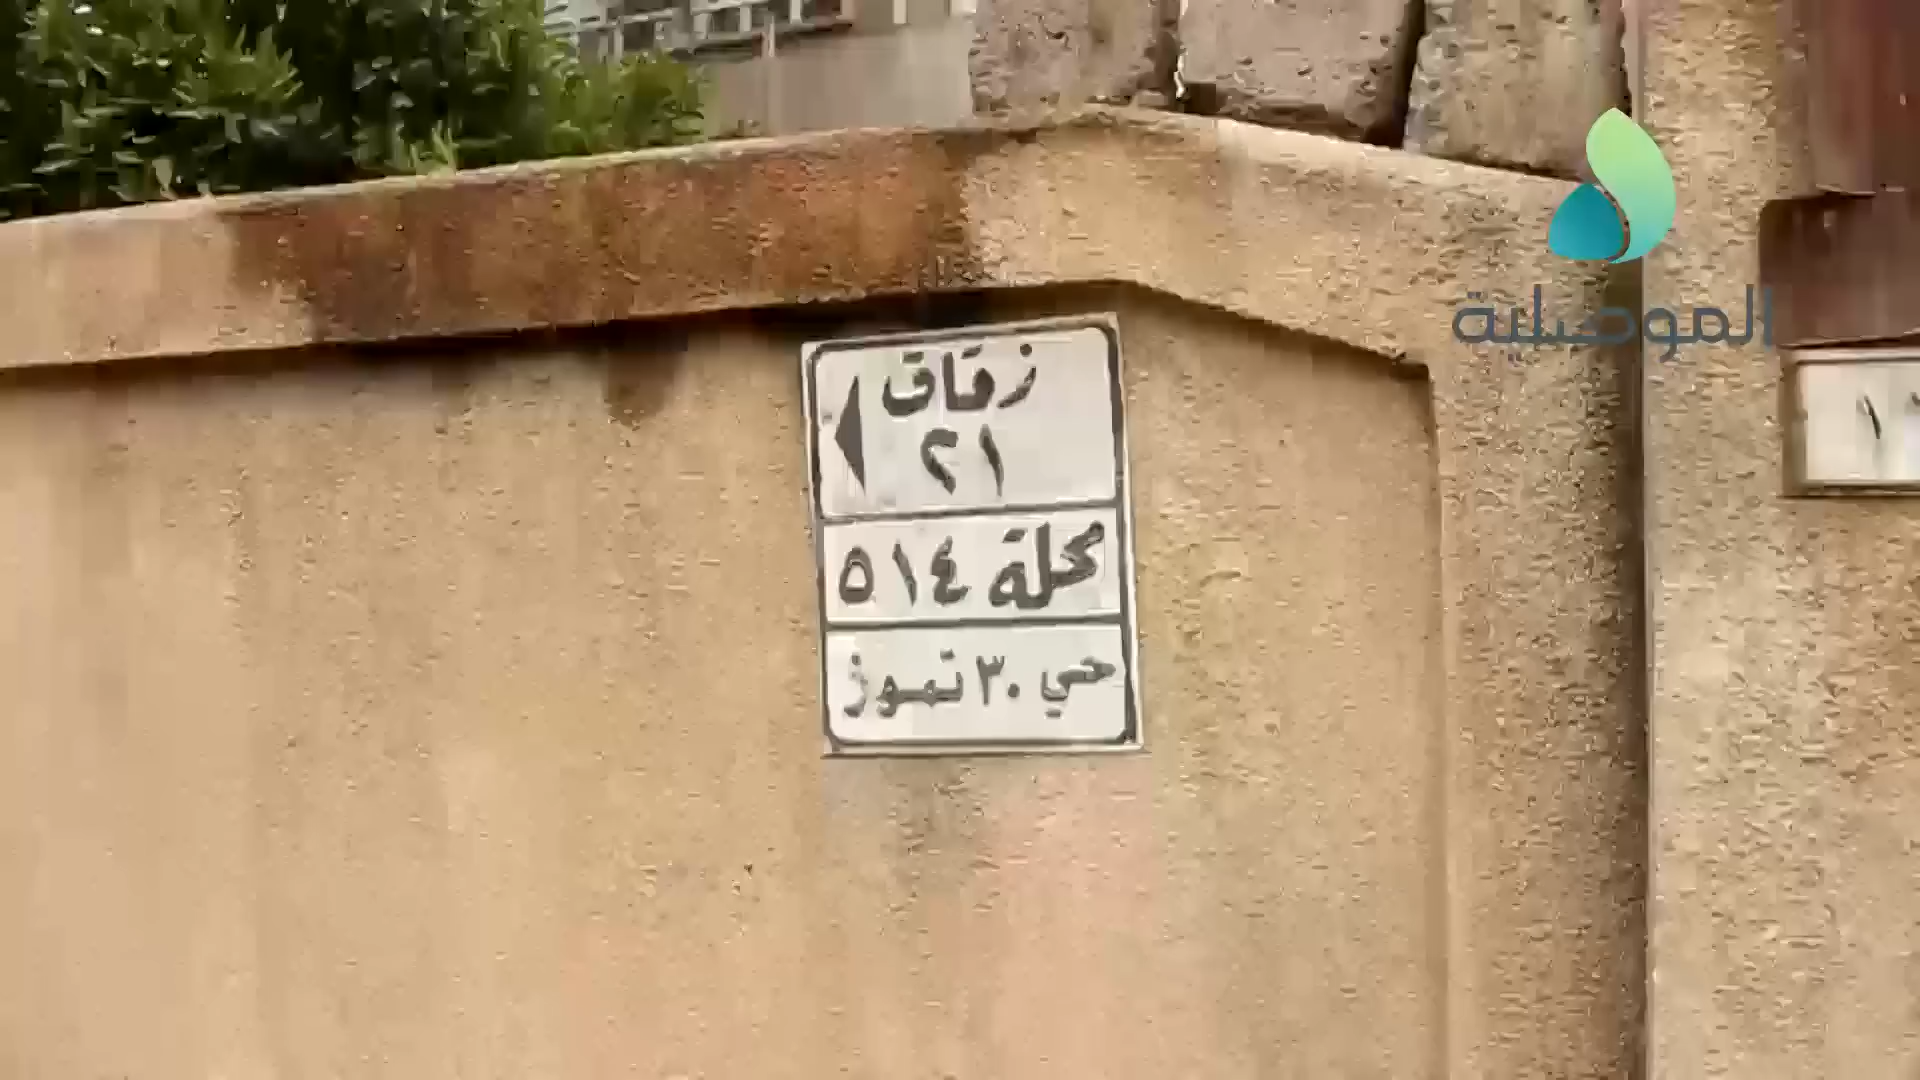 الموصلية
زقاق
٢١
محلة ٥١٤
حي ٣٠ تموز